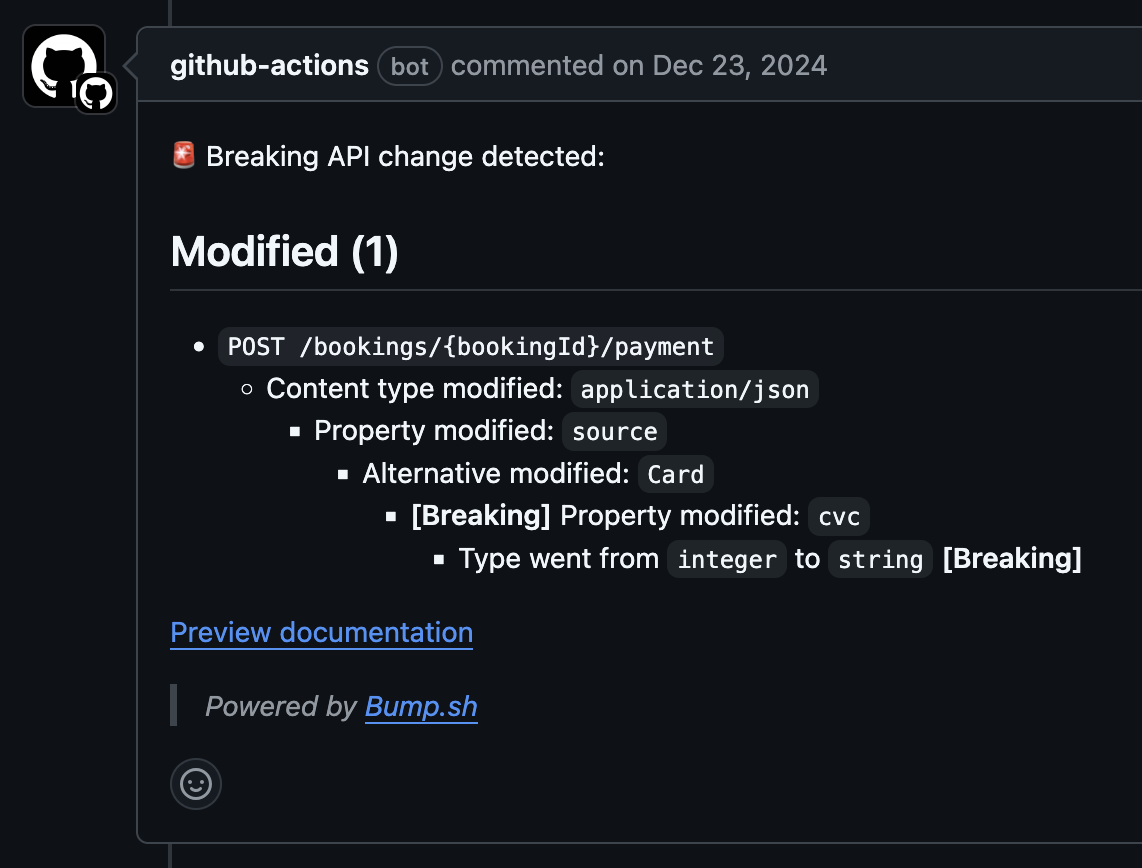 github-actions bot commented on Dec 23, 2024
🚨 Breaking API change detected:
Modified (1)
POST /bookings/{bookingId}/payment
Content type modified: application/json
Property modified: source
Alternative modified: Card
[Breaking] Property modified: cvc
Type went from integer to string [Breaking]
Preview documentation
Powered by Bump.sh